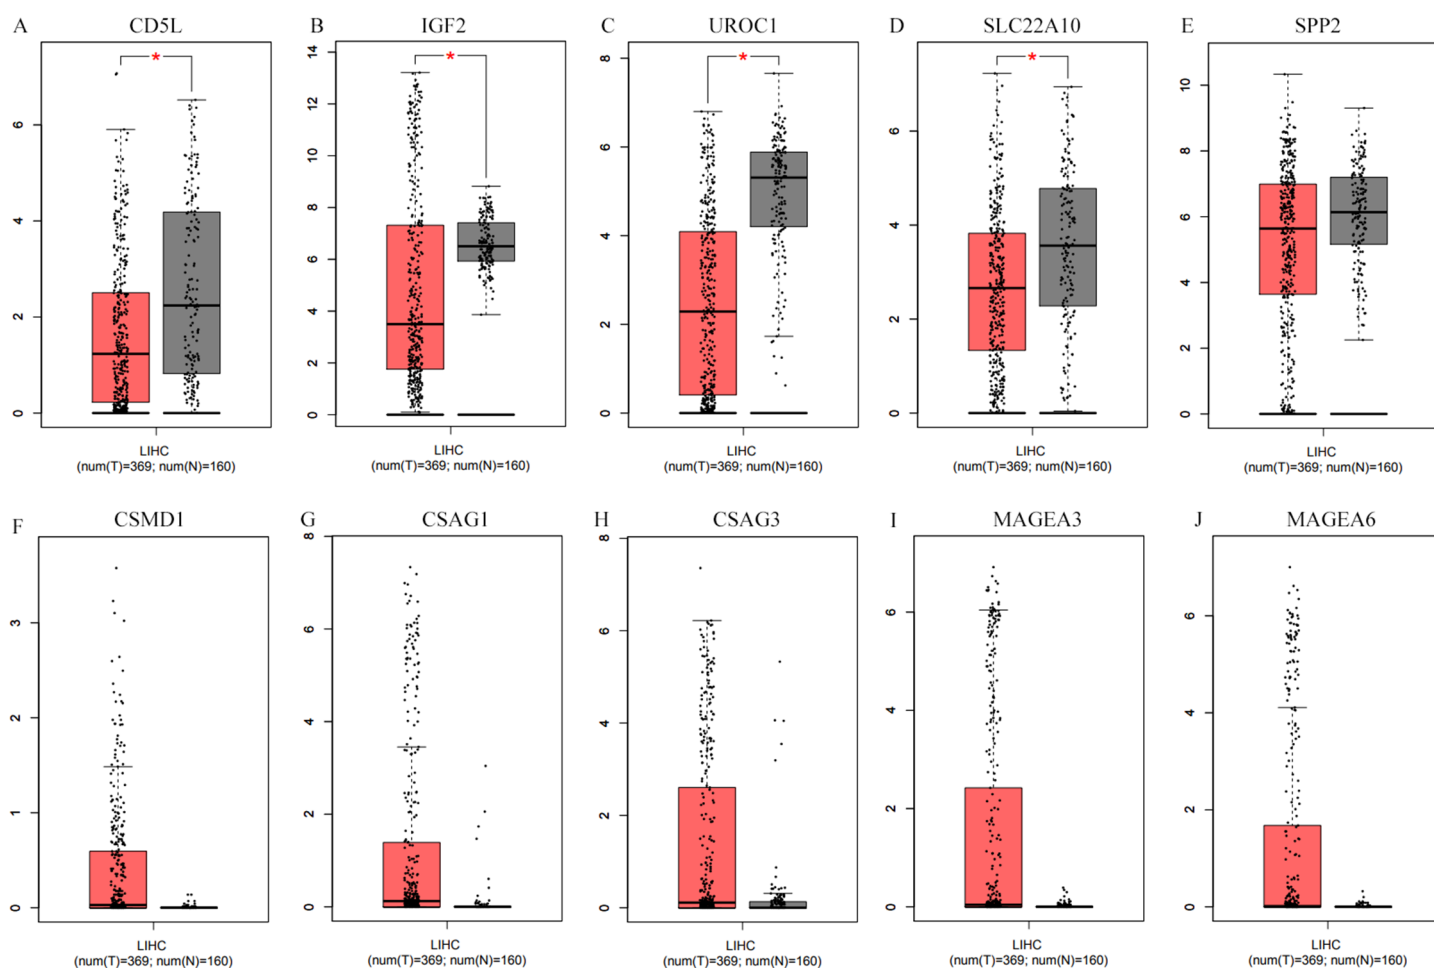 A CD5L
B IGF2
C UROC1
D SLC22A10
E SPP2
*
*
*
*
0 2 4 6
0 2 4 6 8 10 12 14
0 2 4 6 8
0 2 4 6
0 2 4 6 8 10
LIHC
(num(T)=369; num(N)=160)
LIHC
(num(T)=369; num(N)=160)
LIHC
(num(T)=369; num(N)=160)
LIHC
(num(T)=369; num(N)=160)
LIHC
(num(T)=369; num(N)=160)
F CSMD1
G CSAG1
H CSAG3
I MAGEA3
J MAGEA6
0 1 2 3
0 2 4 6 8
0 2 4 6 8
0 2 4 6
0 2 4 6
LIHC
(num(T)=369; num(N)=160)
LIHC
(num(T)=369; num(N)=160)
LIHC
(num(T)=369; num(N)=160)
LIHC
(num(T)=369; num(N)=160)
LIHC
(num(T)=369; num(N)=160)